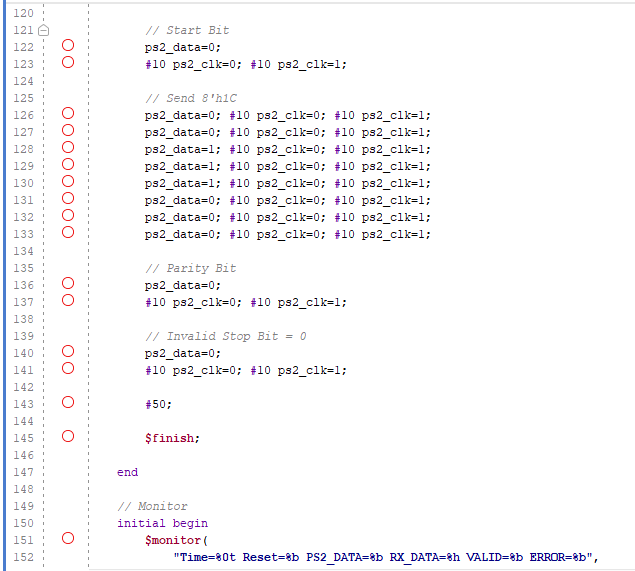 120
121 // Start Bit
122 ps2_data=0;
123 #10 ps2_clk=0; #10 ps2_clk=1;
124
125 // Send 8'h1C
126 ps2_data=0; #10 ps2_clk=0; #10 ps2_clk=1;
127 ps2_data=0; #10 ps2_clk=0; #10 ps2_clk=1;
128 ps2_data=1; #10 ps2_clk=0; #10 ps2_clk=1;
129 ps2_data=1; #10 ps2_clk=0; #10 ps2_clk=1;
130 ps2_data=1; #10 ps2_clk=0; #10 ps2_clk=1;
131 ps2_data=0; #10 ps2_clk=0; #10 ps2_clk=1;
132 ps2_data=0; #10 ps2_clk=0; #10 ps2_clk=1;
133 ps2_data=0; #10 ps2_clk=0; #10 ps2_clk=1;
134
135 // Parity Bit
136 ps2_data=0;
137 #10 ps2_clk=0; #10 ps2_clk=1;
138
139 // Invalid Stop Bit = 0
140 ps2_data=0;
141 #10 ps2_clk=0; #10 ps2_clk=1;
142
143 #50;
144
145 $finish;
146
147 end
148
149 // Monitor
150 initial begin
151 $monitor(
152 "Time=%0t Reset=%b PS2_DATA=%b RX_DATA=%h VALID=%b ERROR=%b",